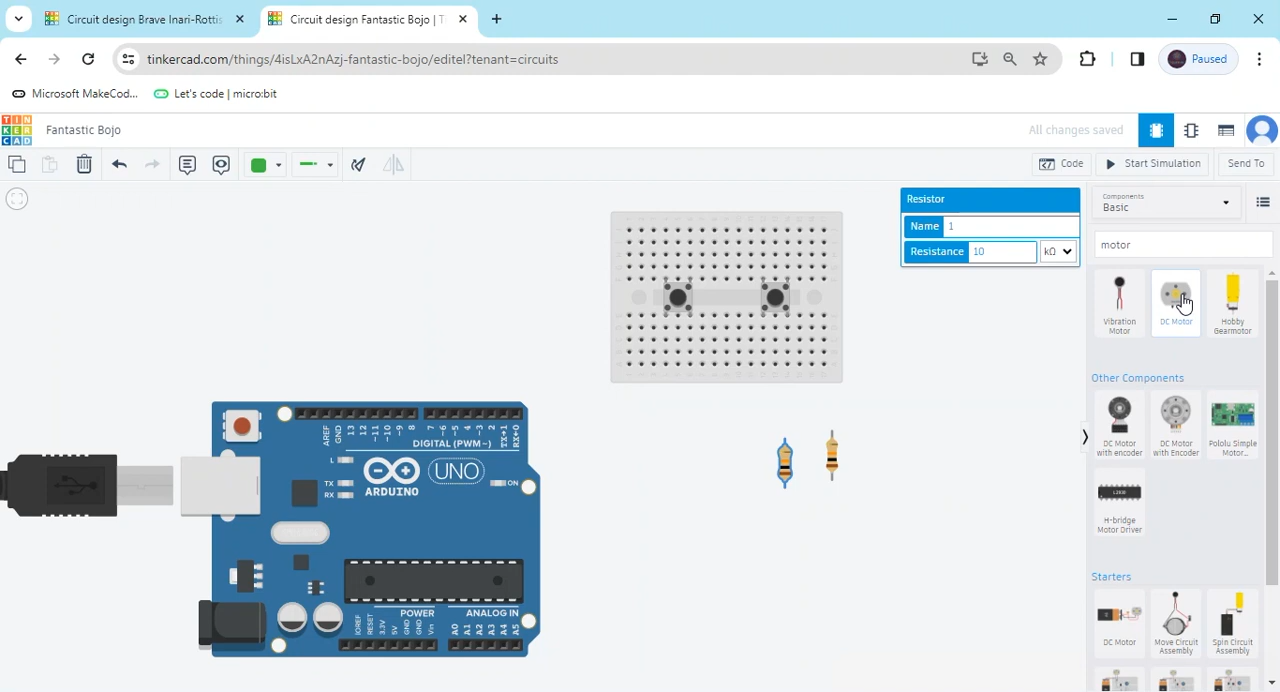 Circuit design Brave Inari-Rottis
Circuit design Fantastic Bojo | T
tinkercad.com/things/4isLxA2nAzj-fantastic-bojo/editel?tenant=circuits
Paused
Microsoft MakeCod...
Let's code | micro:bit
TIN
KER
CAD
Fantastic Bojo
All changes saved
Code
Start Simulation
Send To
Resistor
Name 1
Resistance 10 kΩ
Components
Basic
motor
Vibration Motor
DC Motor
Hobby Gearmotor
Other Components
DC Motor with encoder
DC Motor with Encoder
Pololu Simple Motor...
L293D
H-bridge Motor Driver
Starters
DC Motor
Move Circuit Assembly
Spin Circuit Assembly
AREF GND 13 12 ~11 ~10 ~9 8 7 ~6 ~5 4 ~3 2 TX→1 RX←0
DIGITAL (PWM~)
L
TX
RX
UNO
ARDUINO
ON
POWER ANALOG IN
IOREF RESET 3.3V 5V GND GND Vin A0 A1 A2 A3 A4 A5